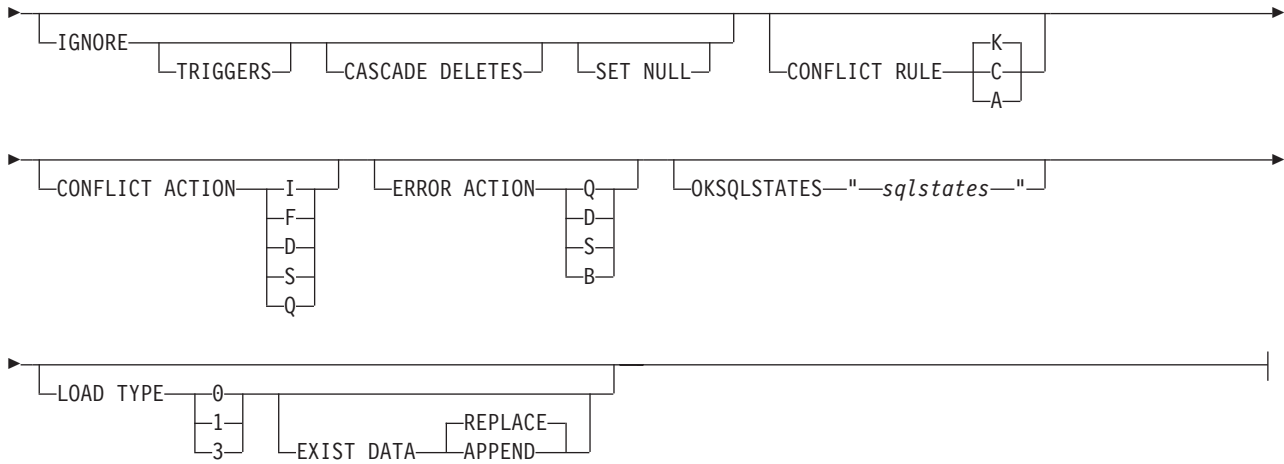 IGNORE
TRIGGERS CASCADE DELETES SET NULL
CONFLICT RULE K
C
A
CONFLICT ACTION I
F
D
S
Q
ERROR ACTION Q
D
S
B
OKSQLSTATES " sqlstates "
LOAD TYPE 0
1
3
EXIST DATA REPLACE
APPEND